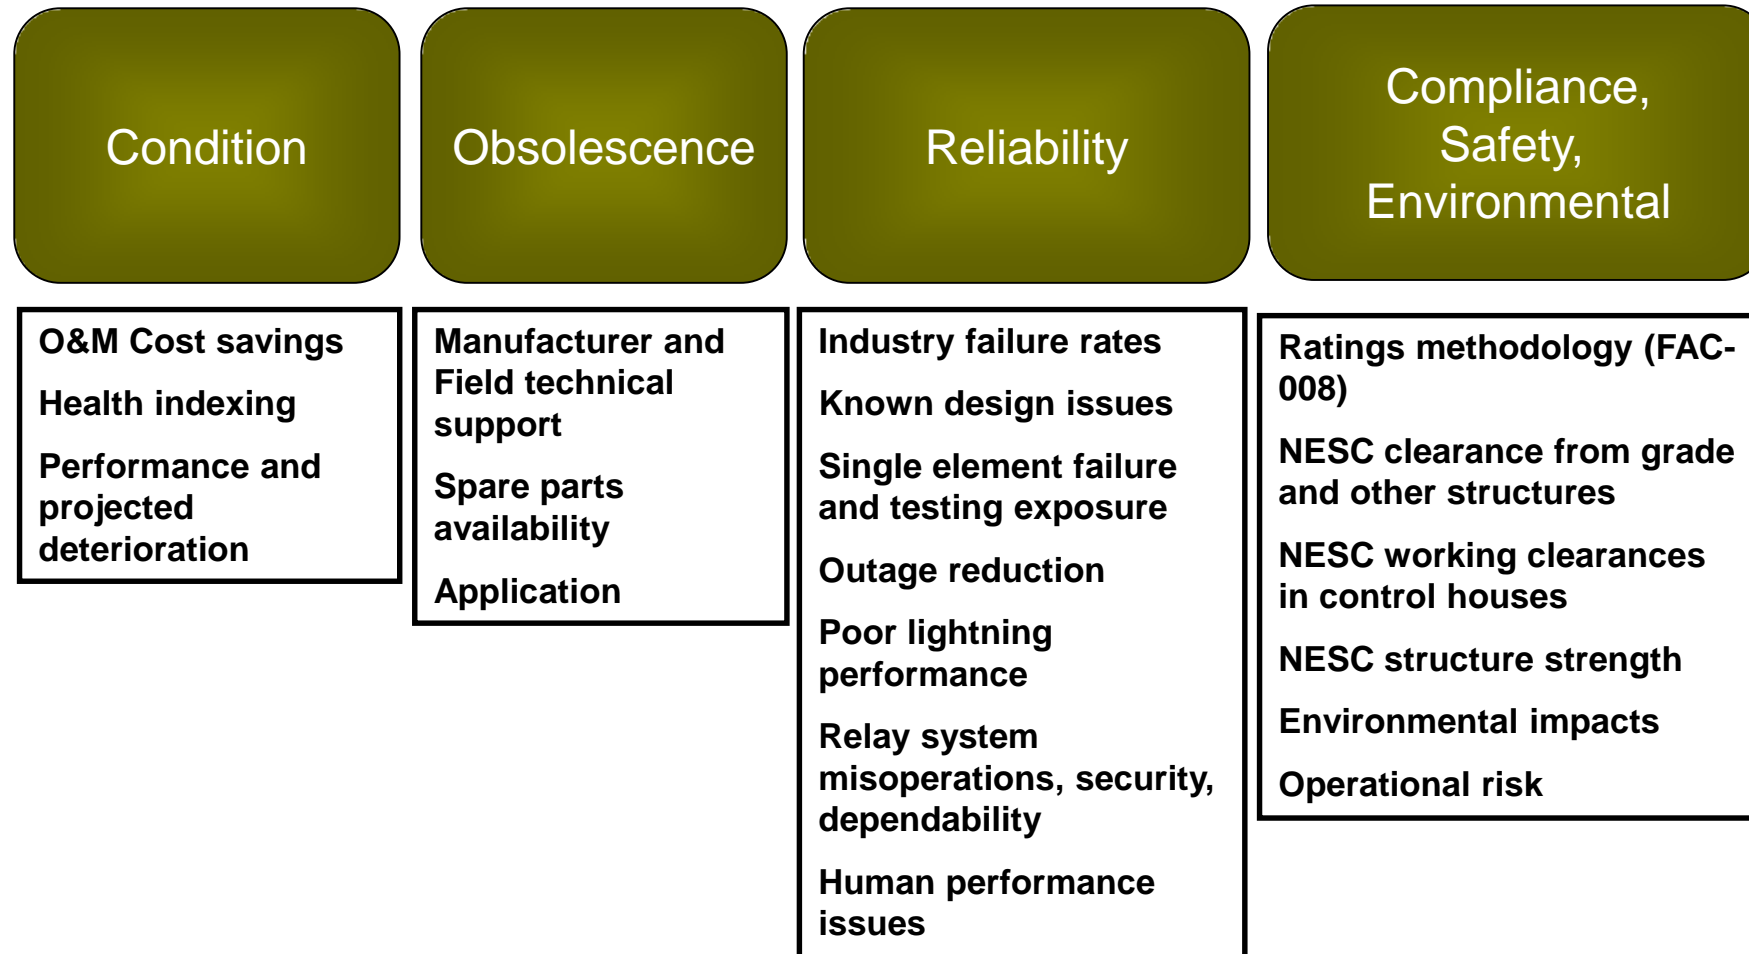 Condition
Obsolescence
Reliability
Compliance,
Safety,
Environmental
O&M Cost savings
Health indexing
Performance and
projected
deterioration
Manufacturer and
Field technical
support
Spare parts
availability
Application
Industry failure rates
Known design issues
Single element failure
and testing exposure
Outage reduction
Poor lightning
performance
Relay system
misoperations, security,
dependability
Human performance
issues
Ratings methodology (FAC-
008)
NESC clearance from grade
and other structures
NESC working clearances
in control houses
NESC structure strength
Environmental impacts
Operational risk